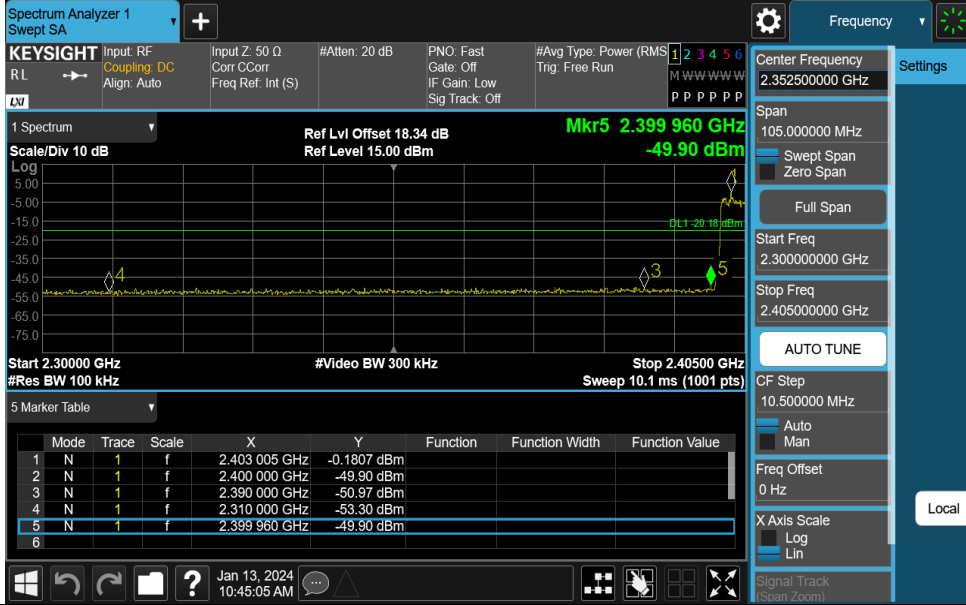 Spectrum Analyzer 1
Swept SA
+
Frequency
KEYSIGHT
R L
LXI
Input: RF
Coupling: DC
Align: Auto
Input Z: 50 Ω
Corr CCorr
Freq Ref: Int (S)
#Atten: 20 dB
PNO: Fast
Gate: Off
IF Gain: Low
Sig Track: Off
#Avg Type: Power (RMS
Trig: Free Run
1 2 3 4 5 6
M W W W W W
P P P P P P
1 Spectrum
Scale/Div 10 dB
Ref Lvl Offset 18.34 dB
Ref Level 15.00 dBm
Mkr5 2.399 960 GHz
-49.90 dBm
Log
5.00
-5.00
-15.0
-25.0
-35.0
-45.0
-55.0
-65.0
-75.0
DL1 -20.18 dBm
4
3
5
Start 2.30000 GHz
#Video BW 300 kHz
Stop 2.40500 GHz
#Res BW 100 kHz
Sweep 10.1 ms (1001 pts)
5 Marker Table
Mode Trace Scale X Y Function Function Width Function Value
1 N 1 f 2.403 005 GHz -0.1807 dBm
2 N 1 f 2.400 000 GHz -49.90 dBm
3 N 1 f 2.390 000 GHz -50.97 dBm
4 N 1 f 2.310 000 GHz -53.30 dBm
5 N 1 f 2.399 960 GHz -49.90 dBm
6
?
Jan 13, 2024
10:45:05 AM
Center Frequency
2.352500000 GHz
Settings
Span
105.000000 MHz
Swept Span
Zero Span
Full Span
Start Freq
2.300000000 GHz
Stop Freq
2.405000000 GHz
AUTO TUNE
CF Step
10.500000 MHz
Auto
Man
Freq Offset
0 Hz
Local
X Axis Scale
Log
Lin
Signal Track
(Span Zoom)